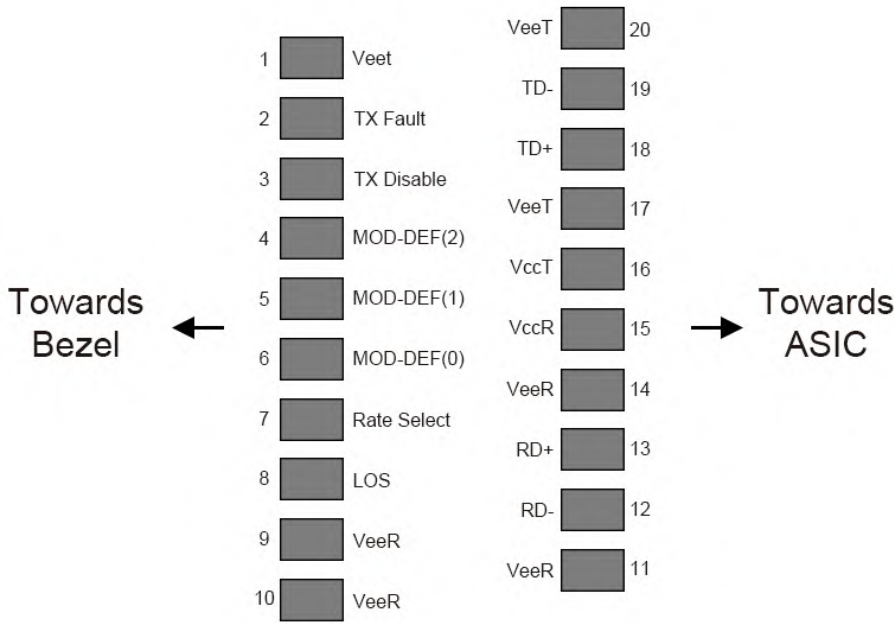 1 Veet
2 TX Fault
3 TX Disable
4 MOD-DEF(2)
5 MOD-DEF(1)
6 MOD-DEF(0)
7 Rate Select
8 LOS
9 VeeR
10 VeeR
VeeT 20
TD- 19
TD+ 18
VeeT 17
VccT 16
VccR 15
VeeR 14
RD+ 13
RD- 12
VeeR 11
Towards
Bezel
Towards
ASIC